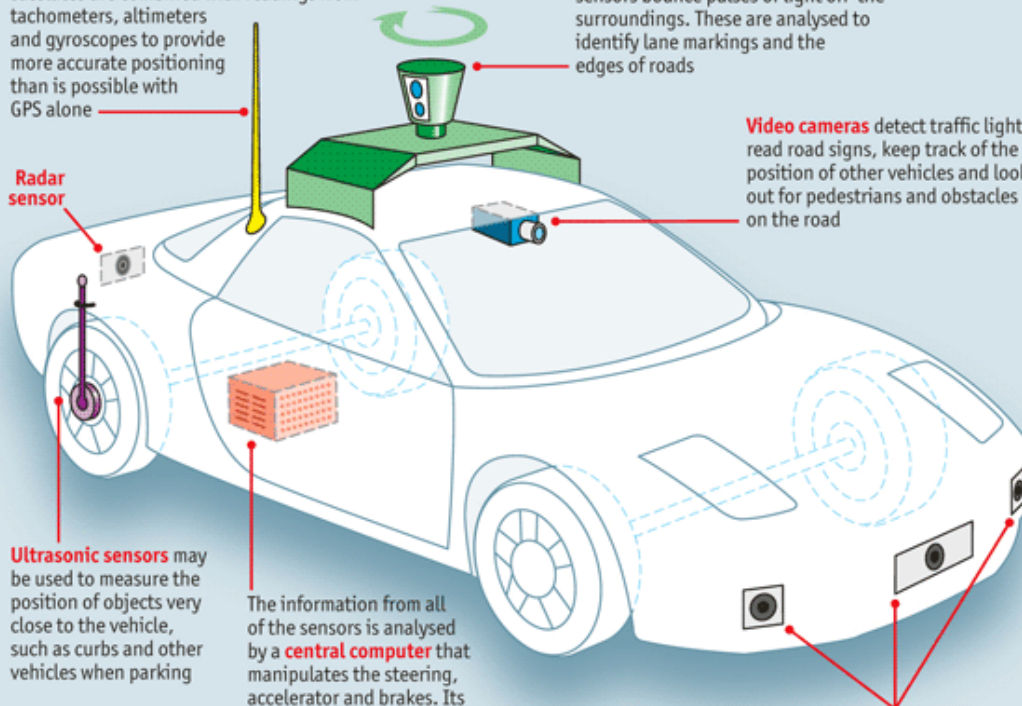 tachometers, altimeters
and gyroscopes to provide
more accurate positioning
than is possible with
GPS alone
surroundings. These are analysed to
identify lane markings and the
edges of roads
Video cameras detect traffic light
read road signs, keep track of the
position of other vehicles and look
out for pedestrians and obstacles
on the road
Radar
sensor
Ultrasonic sensors may
be used to measure the
position of objects very
close to the vehicle,
such as curbs and other
vehicles when parking
The information from all
of the sensors is analysed
by a central computer that
manipulates the steering,
accelerator and brakes. Its